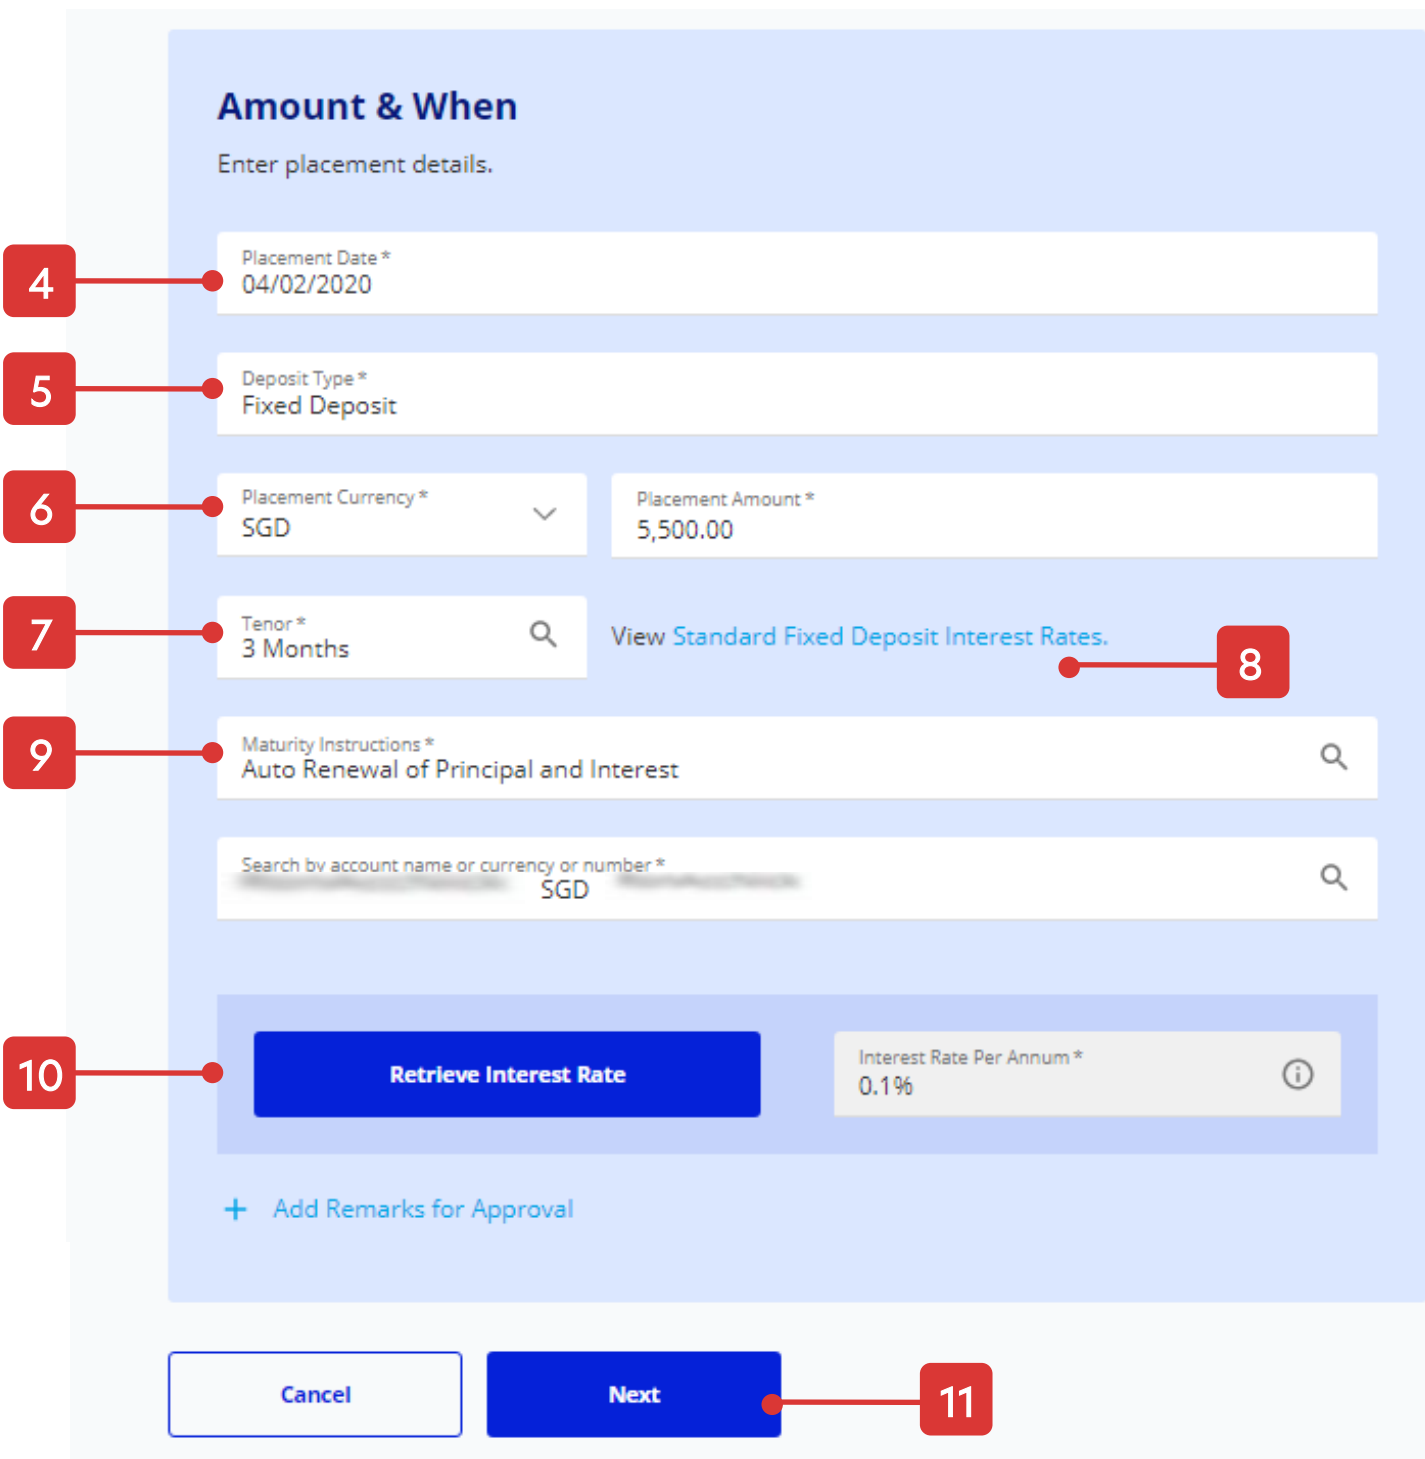 Amount & When
Enter placement details.
4
Placement Date *
04/02/2020
5
Deposit Type *
Fixed Deposit
6
Placement Currency *
SGD
Placement Amount *
5,500.00
7
Tenor *
3 Months
View Standard Fixed Deposit Interest Rates.
8
9
Maturity Instructions *
Auto Renewal of Principal and Interest
Search by account name or currency or number *
SGD
10
Retrieve Interest Rate
Interest Rate Per Annum *
0.1%
+ Add Remarks for Approval
Cancel
Next
11